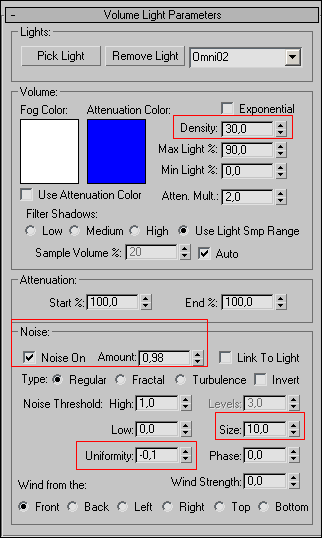 - Volume Light Parameters
Lights:
Pick Light Remove Light Omni02
Volume:
Fog Color: Attenuation Color: Exponential
Density: 30,0
Max Light %: 90,0
Min Light %: 0,0
Use Attenuation Color Atten. Mult.: 2,0
Filter Shadows:
Low Medium High Use Light Smp Range
Sample Volume %: 20 Auto
Attenuation:
Start %: 100,0 End %: 100,0
Noise:
Noise On Amount: 0,98 Link To Light
Type: Regular Fractal Turbulence Invert
Noise Threshold: High: 1,0 Levels: 3,0
Low: 0,0 Size: 10,0
Uniformity: -0,1 Phase: 0,0
Wind from the: Wind Strength: 0,0
Front Back Left Right Top Bottom